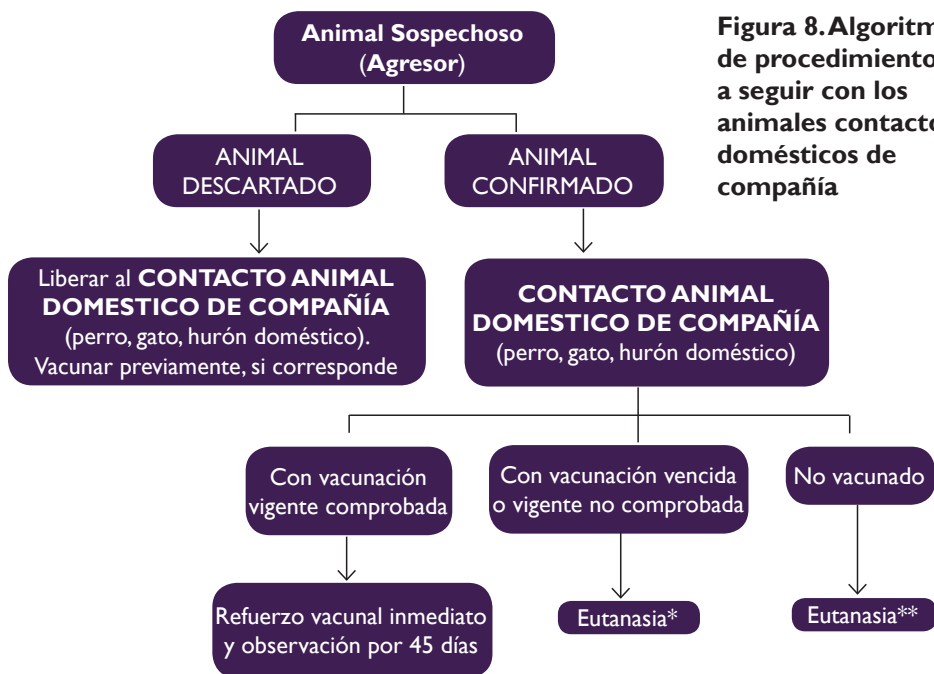 Animal Sospechoso
(Agresor)
Figura 8. Algoritm
de procedimiento
a seguir con los
animales contacto
domésticos de
compañía
ANIMAL
DESCARTADO
ANIMAL
CONFIRMADO
Liberar al CONTACTO ANIMAL
DOMESTICO DE COMPAÑÍA
(perro, gato, hurón doméstico).
Vacunar previamente, si corresponde
CONTACTO ANIMAL
DOMESTICO DE COMPAÑÍA
(perro, gato, hurón doméstico)
Con vacunación
vigente comprobada
Con vacunación vencida
o vigente no comprobada
No vacunado
Refuerzo vacunal inmediato
y observación por 45 días
Eutanasia*
Eutanasia**